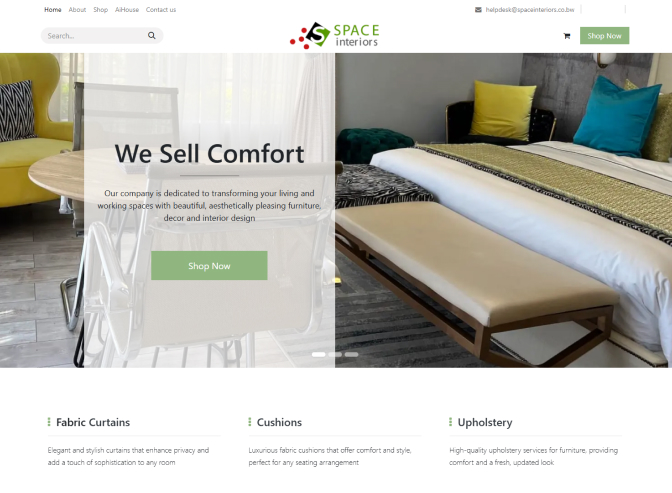 Home About Shop AiHouse Contact us
helpdesk@spaceinteriors.co.bw
Search...
SPACE
interiors
Shop Now
We Sell Comfort
Our company is dedicated to transforming your living and
working spaces with beautiful, aesthetically pleasing furniture,
decor and interior design
Shop Now
Fabric Curtains
Elegant and stylish curtains that enhance privacy and
add a touch of sophistication to any room
Cushions
Luxurious fabric cushions that offer comfort and style,
perfect for any seating arrangement
Upholstery
High-quality upholstery services for furniture, providing
comfort and a fresh, updated look